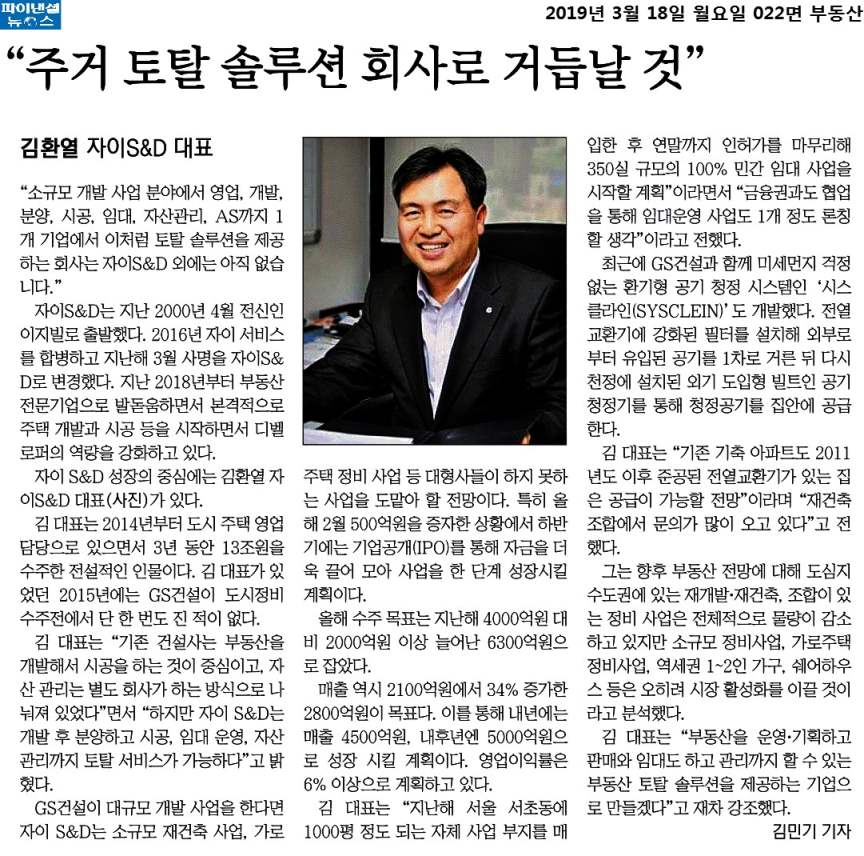 파이낸셜
뉴스
2019년 3월 18일 월요일 022면 부동산
“주거 토탈 솔루션 회사로 거듭날 것”
김환열 자이S&D 대표
“소규모 개발 사업 분야에서 영업, 개발,
분양, 시공, 임대, 자산관리, AS까지 1
개 기업에서 이처럼 토탈 솔루션을 제공
하는 회사는 자이S&D 외에는 아직 없습
니다.”
자이S&D는 지난 2000년 4월 전신인
이지빌로 출발했다. 2016년 자이 서비스
를 합병하고 지난해 3월 사명을 자이S&
D로 변경했다. 지난 2018년부터 부동산
전문기업으로 발돋움하면서 본격적으로
주택 개발과 시공 등을 시작하면서 디벨
로퍼의 역량을 강화하고 있다.
자이 S&D 성장의 중심에는 김환열 자
이S&D 대표(사진)가 있다.
김 대표는 2014년부터 도시 주택 영업
담당으로 있으면서 3년 동안 13조원을
수주한 전설적인 인물이다. 김 대표가 있
었던 2015년에는 GS건설이 도시정비
수주전에서 단 한 번도 진 적이 없다.
김 대표는 “기존 건설사는 부동산을
개발해서 시공을 하는 것이 중심이고, 자
산 관리는 별도 회사가 하는 방식으로 나
눠져 있었다”면서 “하지만 자이 S&D는
개발 후 분양하고 시공, 임대 운영, 자산
관리까지 토탈 서비스가 가능하다”고 밝
혔다.
GS건설이 대규모 개발 사업을 한다면
자이 S&D는 소규모 재건축 사업, 가로
주택 정비 사업 등 대형사들이 하지 못하
는 사업을 도맡아 할 전망이다. 특히 올
해 2월 500억원을 증자한 상황에서 하반
기에는 기업공개(IPO)를 통해 자금을 더
욱 끌어 모아 사업을 한 단계 성장시킬
계획이다.
올해 수주 목표는 지난해 4000억원 대
비 2000억원 이상 늘어난 6300억원으
로 잡았다.
매출 역시 2100억원에서 34% 증가한
2800억원이 목표다. 이를 통해 내년에는
매출 4500억원, 내후년엔 5000억원으
로 성장 시킬 계획이다. 영업이익률은
6% 이상으로 계획하고 있다.
김 대표는 “지난해 서울 서초동에
1000평 정도 되는 자체 사업 부지를 매
입한 후 연말까지 인허가를 마무리해
350실 규모의 100% 민간 임대 사업을
시작할 계획”이라면서 “금융권과도 협업
을 통해 임대운영 사업도 1개 정도 론칭
할 생각”이라고 전했다.
최근에 GS건설과 함께 미세먼지 걱정
없는 환기형 공기 청정 시스템인 ‘시스
클라인(SYSCLEIN)’도 개발했다. 전열
교환기에 강화된 필터를 설치해 외부로
부터 유입된 공기를 1차로 거른 뒤 다시
천정에 설치된 외기 도입형 빌트인 공기
청정기를 통해 청정공기를 집안에 공급
한다.
김 대표는 “기존 기축 아파트도 2011
년도 이후 준공된 전열교환기가 있는 집
은 공급이 가능할 전망”이라며 “재건축
조합에서 문의가 많이 오고 있다”고 전
했다.
그는 향후 부동산 전망에 대해 도심지
수도권에 있는 재개발·재건축, 조합이 있
는 정비 사업은 전체적으로 물량이 감소
하고 있지만 소규모 정비사업, 가로주택
정비사업, 역세권 1~2인 가구, 쉐어하우
스 등은 오히려 시장 활성화를 이끌 것이
라고 분석했다.
김 대표는 “부동산을 운영·기획하고
판매와 임대도 하고 관리까지 할 수 있는
부동산 토탈 솔루션을 제공하는 기업으
로 만들겠다”고 재차 강조했다.
김민기 기자